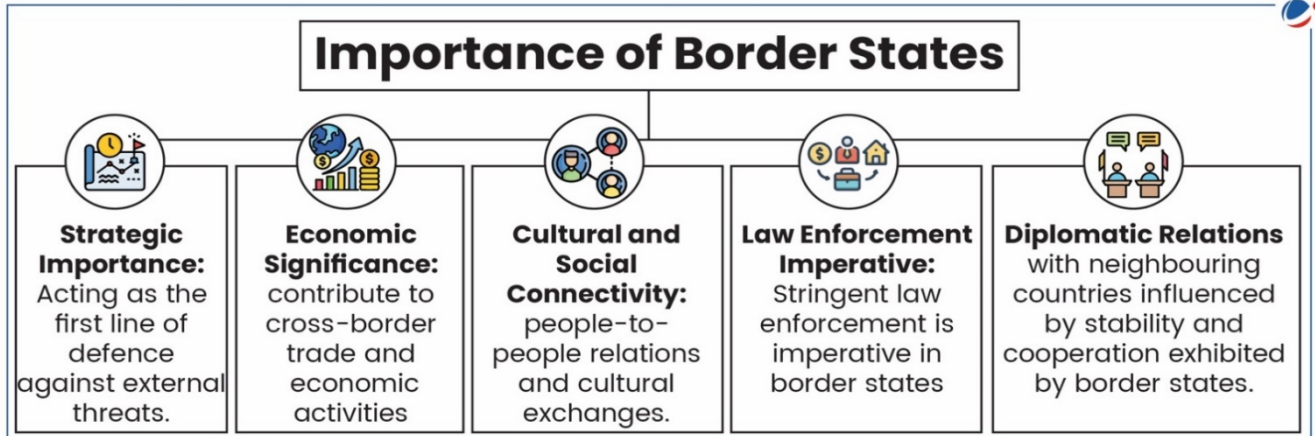 Importance of Border States
Strategic
Importance:
Acting as the
first line of
defence
against external
threats.
Economic
Significance:
contribute to
cross-border
trade and
economic
activities
Cultural and
Social
Connectivity:
people-to-
people relations
and cultural
exchanges.
Law Enforcement
Imperative:
Stringent law
enforcement is
imperative in
border states
Diplomatic Relations
with neighbouring
countries influenced
by stability and
cooperation exhibited
by border states.